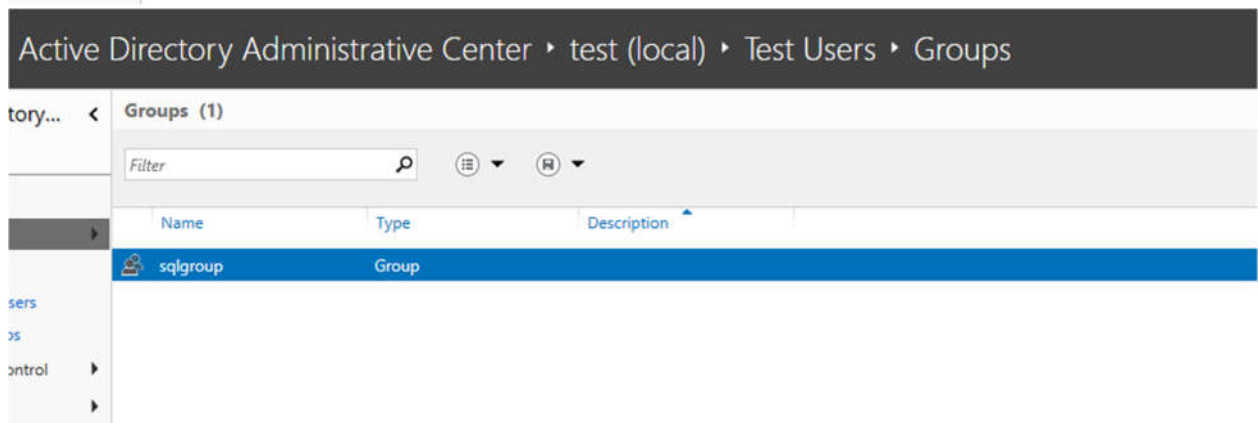 Active Directory Administrative Center ‣ test (local) ‣ Test Users ‣ Groups
tory... <
Groups (1)
Filter
Name Type Description
sqlgroup Group
sers
ps
ontrol